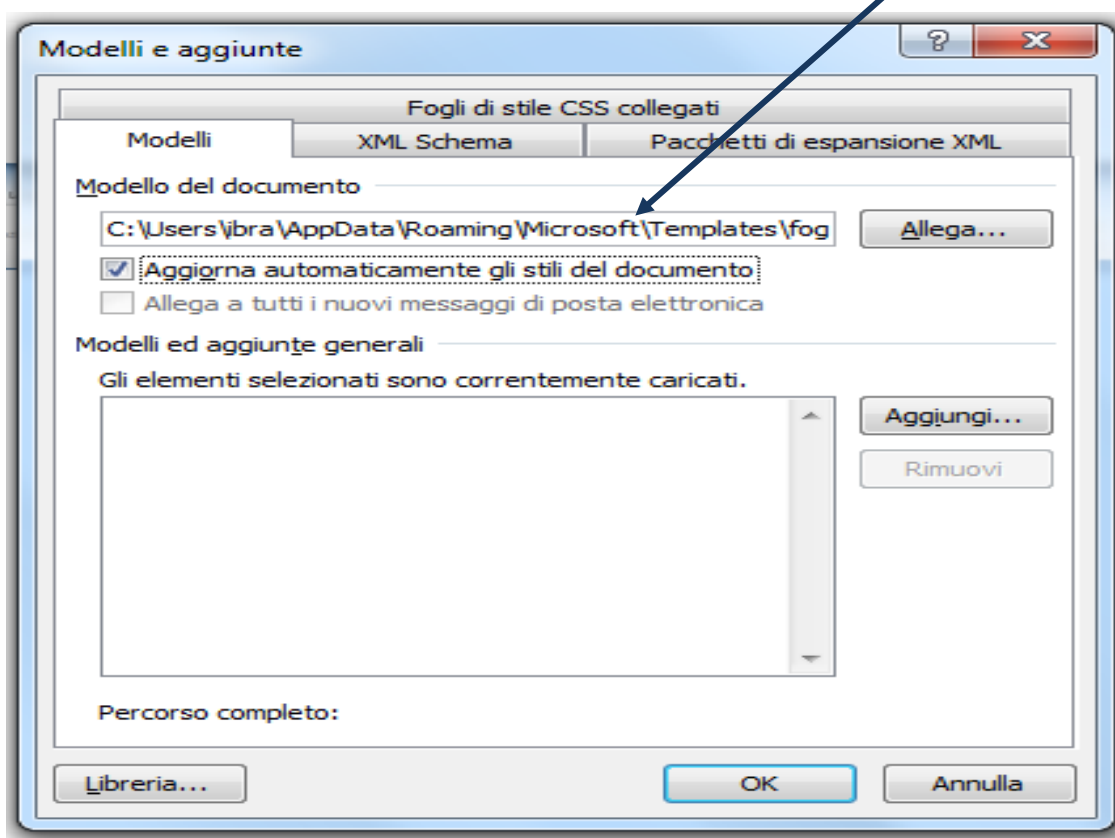 Modelli e aggiunte
Fogli di stile CSS collegati
Modelli XML Schema Pacchetti di espansione XML
Modello del documento
C:\Users\ibra\AppData\Roaming\Microsoft\Templates\fog Allega...
Aggiorna automaticamente gli stili del documento
Allega a tutti i nuovi messaggi di posta elettronica
Modelli ed aggiunte generali
Gli elementi selezionati sono correntemente caricati.
Aggiungi...
Rimuovi
Percorso completo:
Libreria... OK Annulla